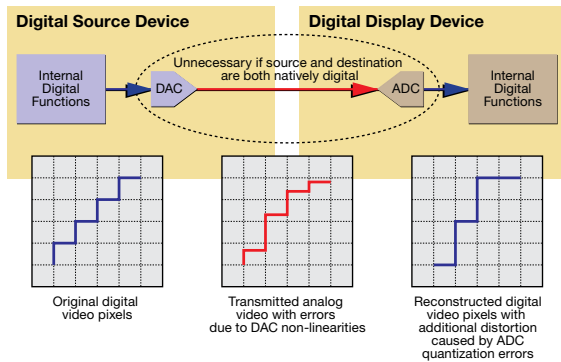 Digital Source Device
Digital Display Device
Unnecessary if source and destination
are both natively digital
Internal
Digital
Functions
DAC
ADC
Internal
Digital
Functions
Original digital
video pixels
Transmitted analog
video with errors
due to DAC non-linearities
Reconstructed digital
video pixels with
additional distortion
caused by ADC
quantization errors